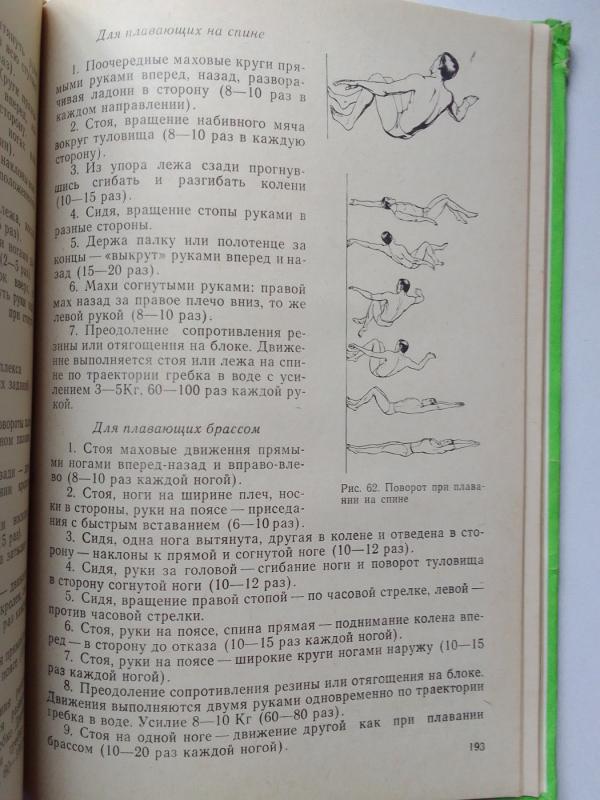 Для плавающих на спине
1. Поочередные маховые круги пря-
мыми руками вперед, назад, развора-
чивая ладони в сторону (8—10 раз в
каждом направлении).
2. Стоя, вращение набивного мяча
вокруг туловища (8—10 раз в каждую
сторону).
3. Из упора лежа сзади прогнув-
шись сгибать и разгибать колени
(10—15 раз).
4. Сидя, вращение стопы руками в
разные стороны.
5. Держа палку или полотенце за
концы — «выкрут» руками вперед и на-
зад (15—20 раз).
6. Махи согнутыми руками: правой
мах назад за правое плечо вниз, то же
левой рукой (8—10 раз).
7. Преодоление сопротивления ре-
зины или отягощения на блоке. Движе-
ние выполняется стоя или лежа на спи-
не по траектории гребка в воде с уси-
лением 3—5Кг. 60—100 раз каждой ру-
кой.
Рис. 62. Поворот при плава-
нии на спине
Для плавающих брассом
1. Стоя маховые движения прямы-
ми ногами вперед-назад и вправо-вле-
во (8—10 раз каждой ногой).
2. Стоя, ноги на ширине плеч, нос-
ки в стороны, руки на поясе — приседа-
ния с быстрым вставанием (6—10 раз).
3. Сидя, одна нога вытянута, другая в колене и отведена в сто-
рону — наклоны к прямой и согнутой ноге (10—12 раз).
4. Сидя, руки за головой — сгибание ноги и поворот туловища
в сторону согнутой ноги (10—12 раз).
5. Сидя, вращение правой стопой — по часовой стрелке, левой —
против часовой стрелки.
6. Стоя, руки на поясе, спина прямая — поднимание колена впе-
ред — в сторону до отказа (10—15 раз каждой ногой).
7. Стоя, руки на поясе — широкие круги ногами наружу (10—15
раз каждой ногой).
8. Преодоление сопротивления резины или отягощения на блоке.
Движения выполняются двумя руками одновременно по траектории
гребка в воде. Усилие 8—10 Кг (60—80 раз).
9. Стоя на одной ноге — движение другой как при плавании
брассом (10—20 раз каждой ногой).
193